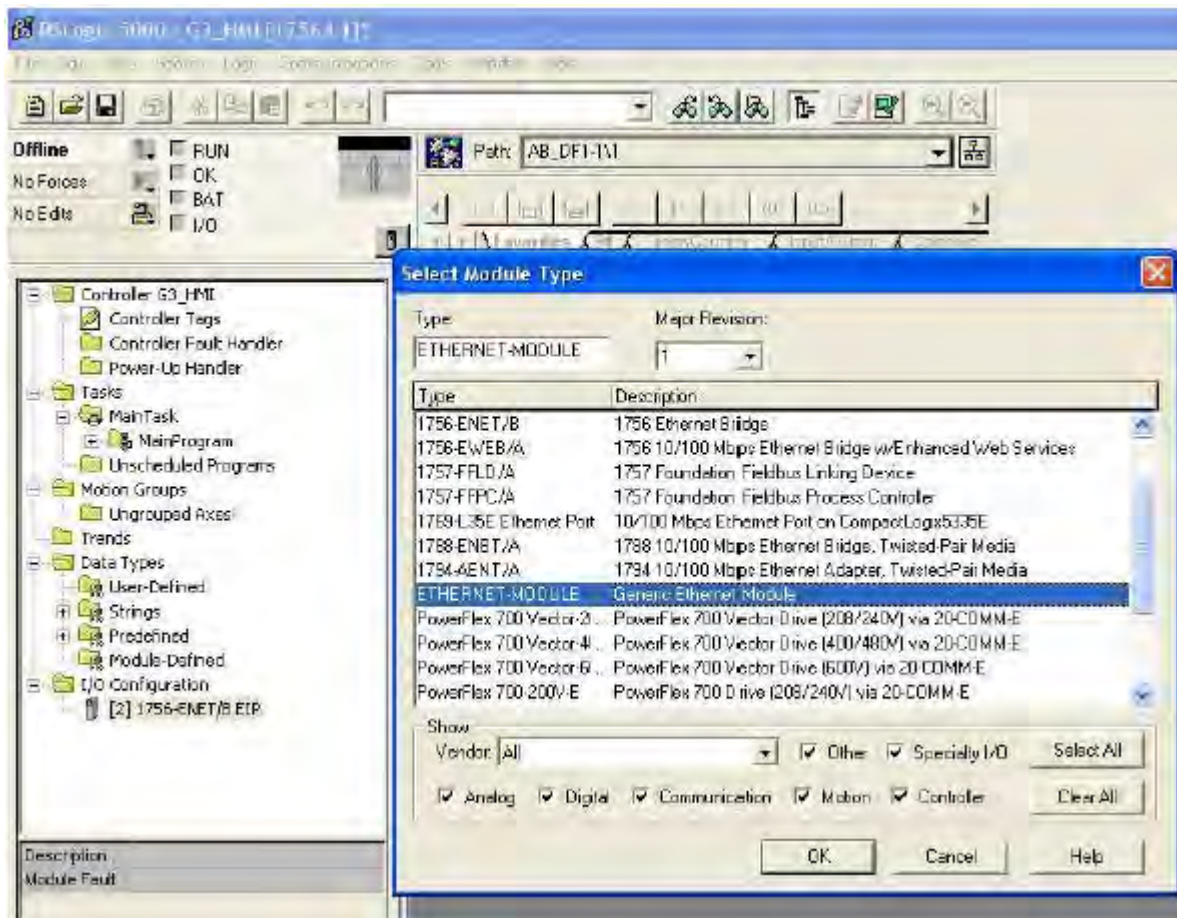 RSLogix 5000 - G3_HMI [1756-L1]*
Offline
RUN
No Forces
OK
No Edits
BAT
I/O
Path: AB_DF1-1\1
Favorites
Controller G3_HMI
Controller Tags
Controller Fault Handler
Power-Up Handler
Tasks
MainTask
MainProgram
Unscheduled Programs
Motion Groups
Ungrouped Axes
Trends
Data Types
User-Defined
Strings
Predefined
Module-Defined
I/O Configuration
[2] 1756-ENET/B EIP
Description
Module Fault
Select Module Type
Type: Major Revision:
ETHERNET-MODULE 1
Type Description
1756-ENET/B 1756 Ethernet Bridge
1756-EWEB/A 1756 10/100 Mbps Ethernet Bridge w/Enhanced Web Services
1757-FFLD/A 1757 Foundation Fieldbus Linking Device
1757-FFPC/A 1757 Foundation Fieldbus Process Controller
1769-L35E Ethernet Port 10/100 Mbps Ethernet Port on CompactLogix5335E
1788-ENBT/A 1788 10/100 Mbps Ethernet Bridge, Twisted-Pair Media
1794-AENT/A 1794 10/100 Mbps Ethernet Adapter, Twisted-Pair Media
ETHERNET-MODULE Generic Ethernet Module
PowerFlex 700 Vector-2... PowerFlex 700 Vector Drive (208/240V) via 20-COMM-E
PowerFlex 700 Vector-4... PowerFlex 700 Vector Drive (400/480V) via 20-COMM-E
PowerFlex 700 Vector-6... PowerFlex 700 Vector Drive (600V) via 20-COMM-E
PowerFlex 700-200V-E PowerFlex 700 Drive (208/240V) via 20-COMM-E
Show
Vendor: All Other Specialty I/O Select All
Analog Digital Communication Motion Controller Clear All
OK Cancel Help